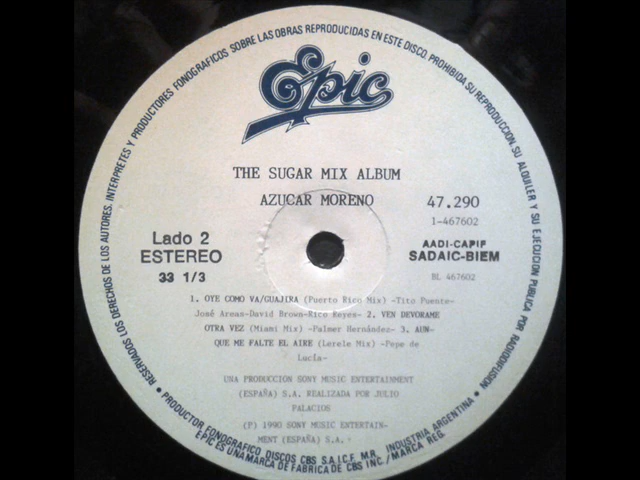 RESERVADOS LOS DERECHOS DE LOS AUTORES. INTERPRETES Y PRODUCTORES FONOGRAFICOS SOBRE LAS OBRAS REPRODUCIDAS EN ESTE DISCO. PROHIBIDA SU REPRODUCCION, SU ALQUILER Y SU EJECUCION PUBLICA POR RADIODIFUSION
Epic
THE SUGAR MIX ALBUM
AZUCAR MORENO
47.290
1-467602
Lado 2
ESTEREO
33 1/3
AADI-CAPIF
SADAIC-BIEM
BL 467602
1. OYE COMO VA/GUAJIRA (Puerto Rico Mix) -Tito Puente-
José Areas-David Brown-Rico Reyes- 2. VEN DEVORAME
OTRA VEZ (Miami Mix) -Palmer Hernández- 3. AUN-
QUE ME FALTE EL AIRE (Lerele Mix) -Pepe de
Lucía-
UNA PRODUCCION SONY MUSIC ENTERTAINMENT
(ESPAÑA) S.A. REALIZADA POR JULIO
PALACIOS
(P) 1990 SONY MUSIC ENTERTAIN-
MENT (ESPAÑA) S.A.
• PRODUCTOR FONOGRAFICO DISCOS CBS S.A.I.C.F. M.R. INDUSTRIA ARGENTINA •
EPIC ES UNA MARCA DE FABRICA DE CBS INC. / MARCA REG.